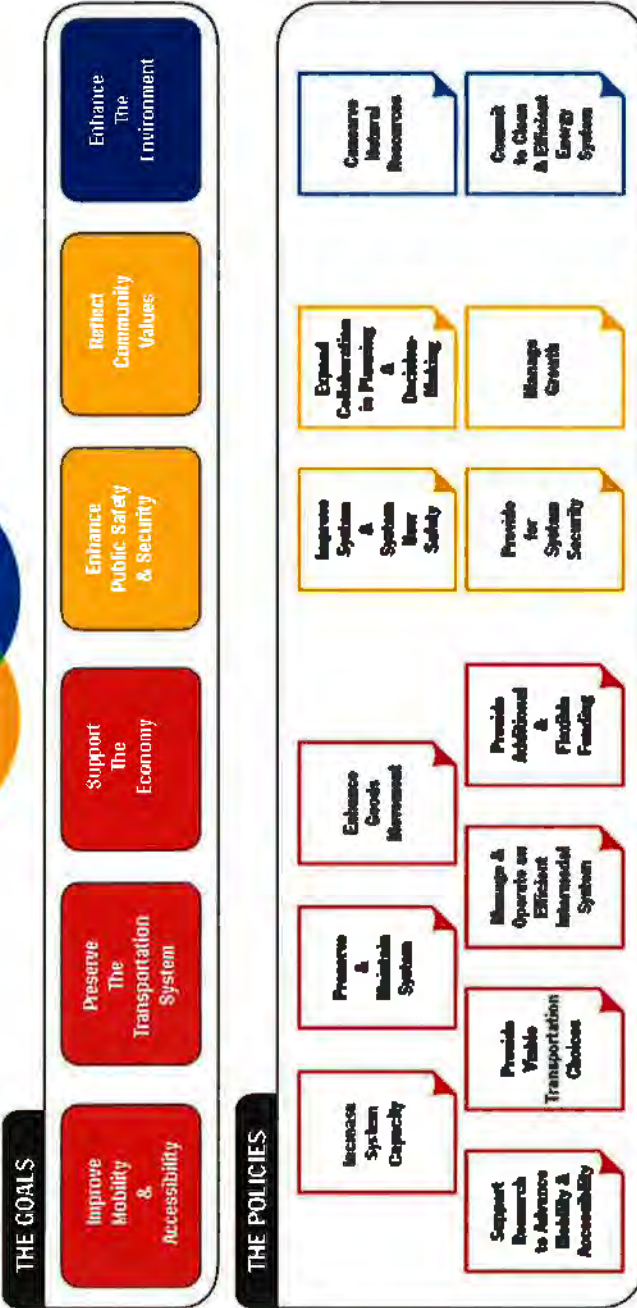 THE GOALS
Improve
Mobility
&
Accessibility
Preserve
The
Transportation
System
Support
The
Economy
Enhance
Public Safety
& Security
Reflect
Community
Values
Enhance
The
Environment
THE POLICIES
Increase
System
Capacity
Preserve
&
Maintain
System
Enhance
Goods
Movement
Improve
System
&
System
User
Safety
Expand
Collaboration
in Planning
&
Decision-
Making
Conserve
Natural
Resources
Support
Research
to Advance
Mobility &
Accessibility
Provide
Viable
Transportation
Choices
Manage &
Operate an
Efficient
Intermodal
System
Provide
Additional
&
Flexible
Funding
Provide
for
System
Security
Manage
Growth
Commit
to Clean
& Efficient
Energy
System